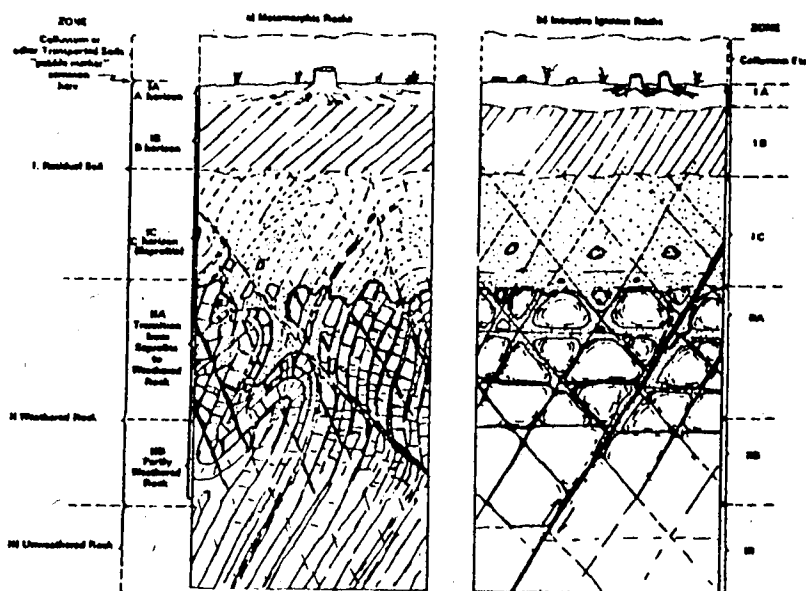 ZONE
Colluvium or
other Transported Soils
common
here
a) Metamorphic Rocks
b) Intrusive Igneous Rocks
ZONE
Colluvium
IA
A horizon
IB
B horizon
I. Residual Soil
IC
C horizon
(Saprolite)
IIA
Transition
from
Saprolite
to
Weathered
Rock
II Weathered Rock
IIB
Partly
Weathered
Rock
III Unweathered Rock
IA
IB
IC
IIA
IIB
III